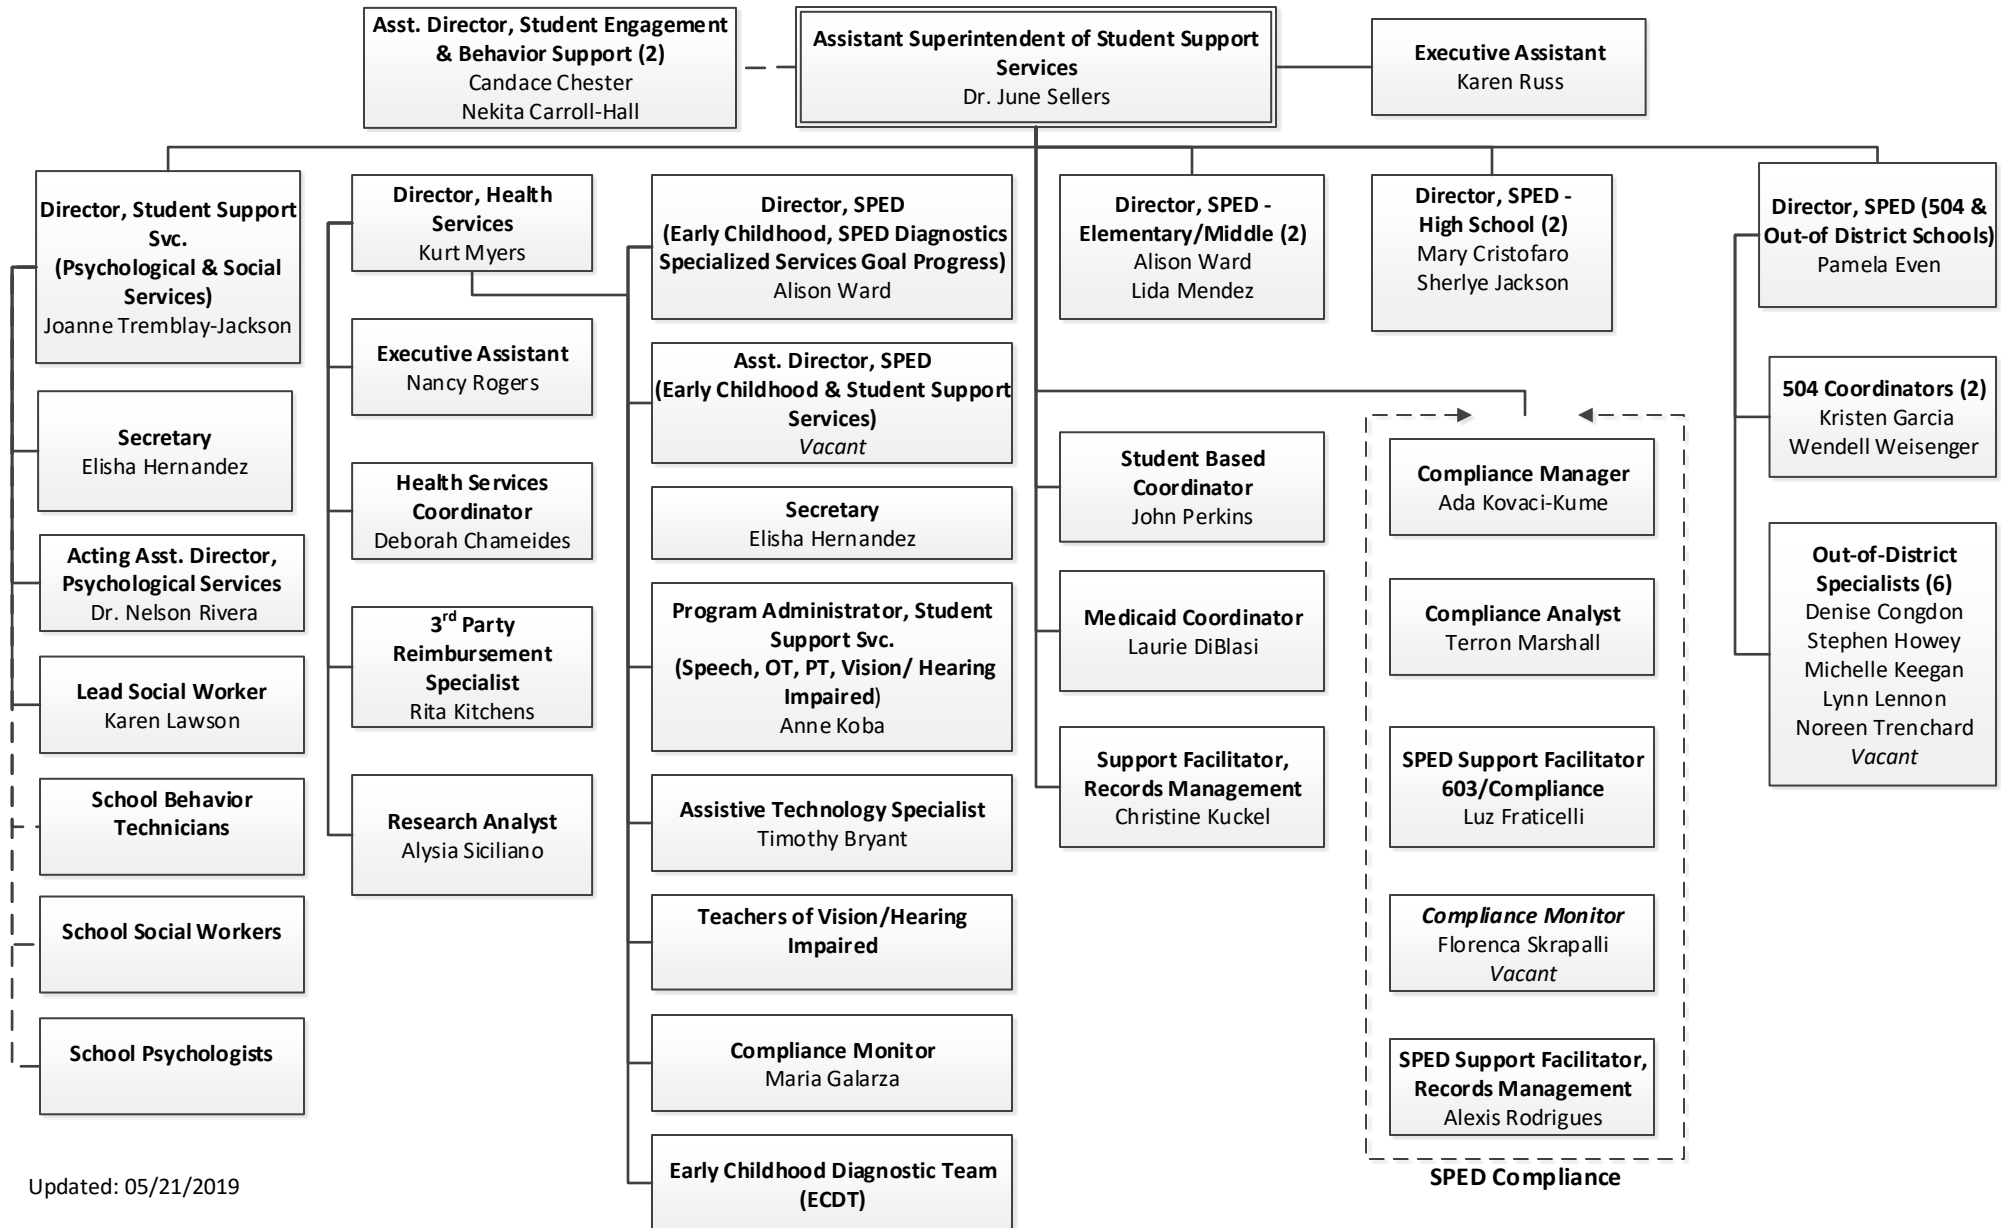 Asst. Director, Student Engagement
& Behavior Support (2)
Candace Chester
Nekita Carroll-Hall
Assistant Superintendent of Student Support
Services
Dr. June Sellers
Executive Assistant
Karen Russ
Director, Student Support
Svc.
(Psychological & Social
Services)
Joanne Tremblay-Jackson
Secretary
Elisha Hernandez
Acting Asst. Director,
Psychological Services
Dr. Nelson Rivera
Lead Social Worker
Karen Lawson
School Behavior
Technicians
School Social Workers
School Psychologists
Director, Health
Services
Kurt Myers
Executive Assistant
Nancy Rogers
Health Services
Coordinator
Deborah Chameides
3rd Party
Reimbursement
Specialist
Rita Kitchens
Research Analyst
Alysia Siciliano
Director, SPED
(Early Childhood, SPED Diagnostics
Specialized Services Goal Progress)
Alison Ward
Asst. Director, SPED
(Early Childhood & Student Support
Services)
Vacant
Secretary
Elisha Hernandez
Program Administrator, Student
Support Svc.
(Speech, OT, PT, Vision/ Hearing
Impaired)
Anne Koba
Assistive Technology Specialist
Timothy Bryant
Teachers of Vision/Hearing
Impaired
Compliance Monitor
Maria Galarza
Early Childhood Diagnostic Team
(ECDT)
Director, SPED -
Elementary/Middle (2)
Alison Ward
Lida Mendez
Student Based
Coordinator
John Perkins
Medicaid Coordinator
Laurie DiBlasi
Support Facilitator,
Records Management
Christine Kuckel
Director, SPED -
High School (2)
Mary Cristofaro
Sherlye Jackson
Compliance Manager
Ada Kovaci-Kume
Compliance Analyst
Terron Marshall
SPED Support Facilitator
603/Compliance
Luz Fraticelli
Compliance Monitor
Florenca Skrapalli
Vacant
SPED Support Facilitator,
Records Management
Alexis Rodrigues
SPED Compliance
Director, SPED (504 &
Out-of District Schools)
Pamela Even
504 Coordinators (2)
Kristen Garcia
Wendell Weisenger
Out-of-District
Specialists (6)
Denise Congdon
Stephen Howey
Michelle Keegan
Lynn Lennon
Noreen Trenchard
Vacant
Updated: 05/21/2019